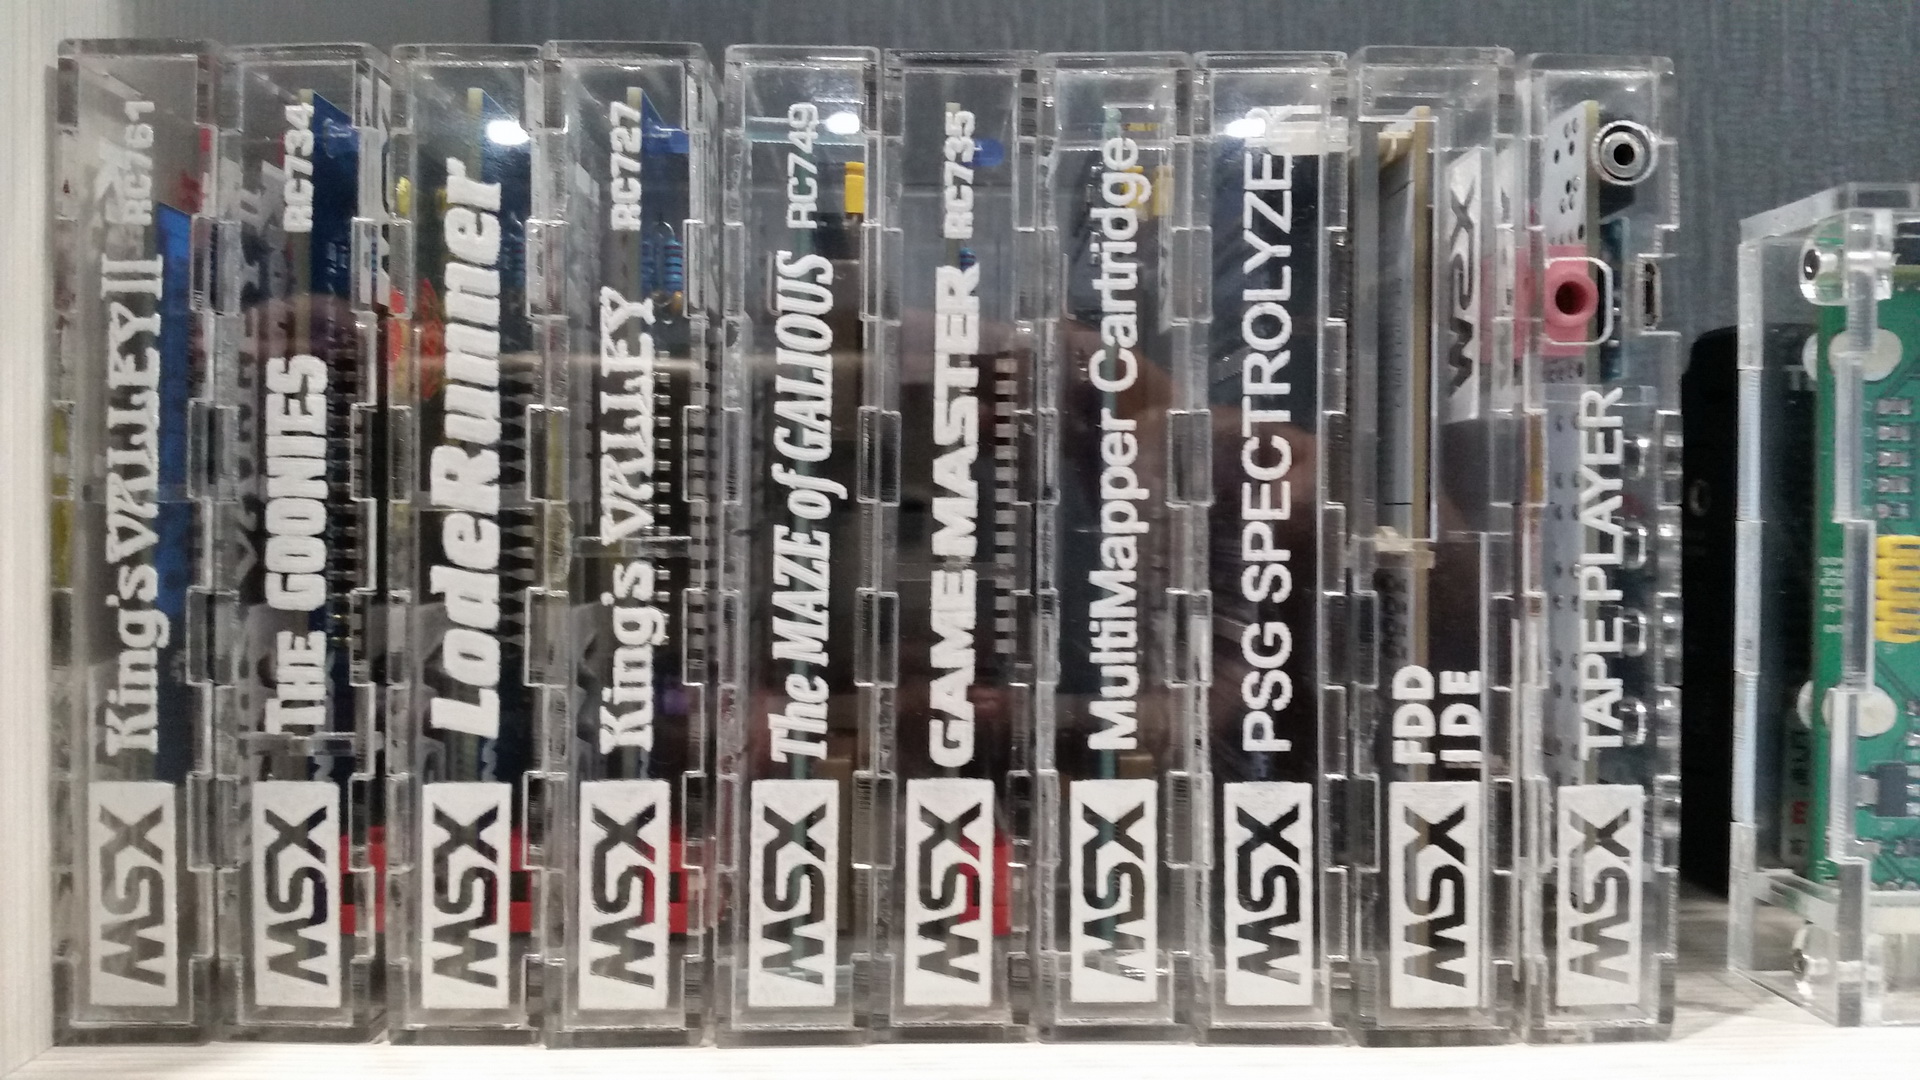 MSX King's VALLEY II RC761
MSX THE GOONIES RC734
MSX LodeRunner
MSX King's VALLEY RC727
MSX The MAZE of GALIOUS RC749
MSX GAME MASTER RC735
MSX MultiMapper Cartridge
MSX PSG SPECTROLYZER
MSX FDD
IDE
MSX
MSX TAPE PLAYER